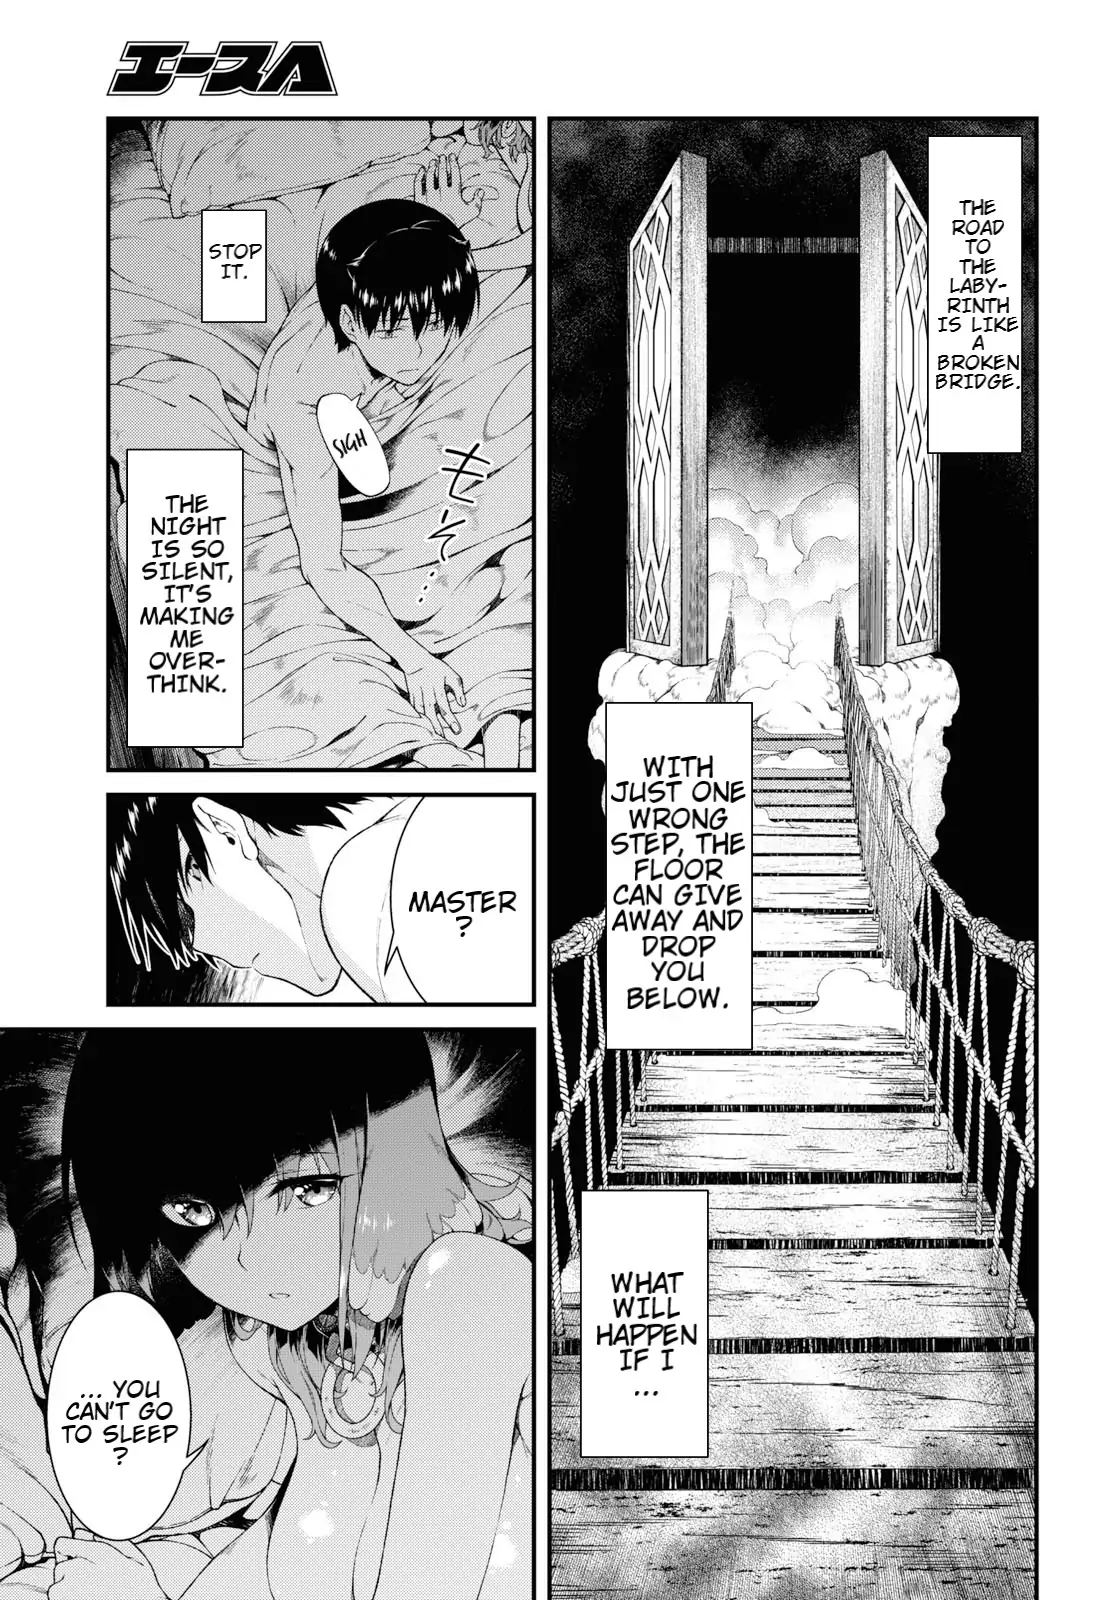 エースA
THE
ROAD
TO
THE
LABY-
RINTH
IS LIKE
A
BROKEN
BRIDGE.
WITH
JUST ONE
WRONG
STEP, THE
FLOOR
CAN GIVE
AWAY AND
DROP
YOU
BELOW.
WHAT
WILL
HAPPEN
IF I
...
STOP
IT.
SIGH
もそ...
THE
NIGHT
IS SO
SILENT,
IT'S
MAKING
ME
OVER-
THINK.
MASTER
?
... YOU
CAN'T GO
TO SLEEP
?